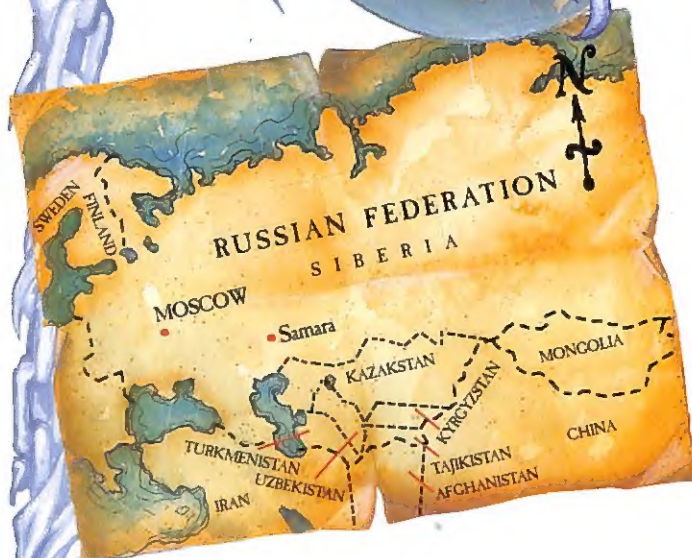 N
SWEDEN
FINLAND
RUSSIAN FEDERATION
SIBERIA
MOSCOW
Samara
KAZAKSTAN
MONGOLIA
KYRGYZSTAN
CHINA
TURKMENISTAN
UZBEKISTAN
TAJIKISTAN
AFGHANISTAN
IRAN